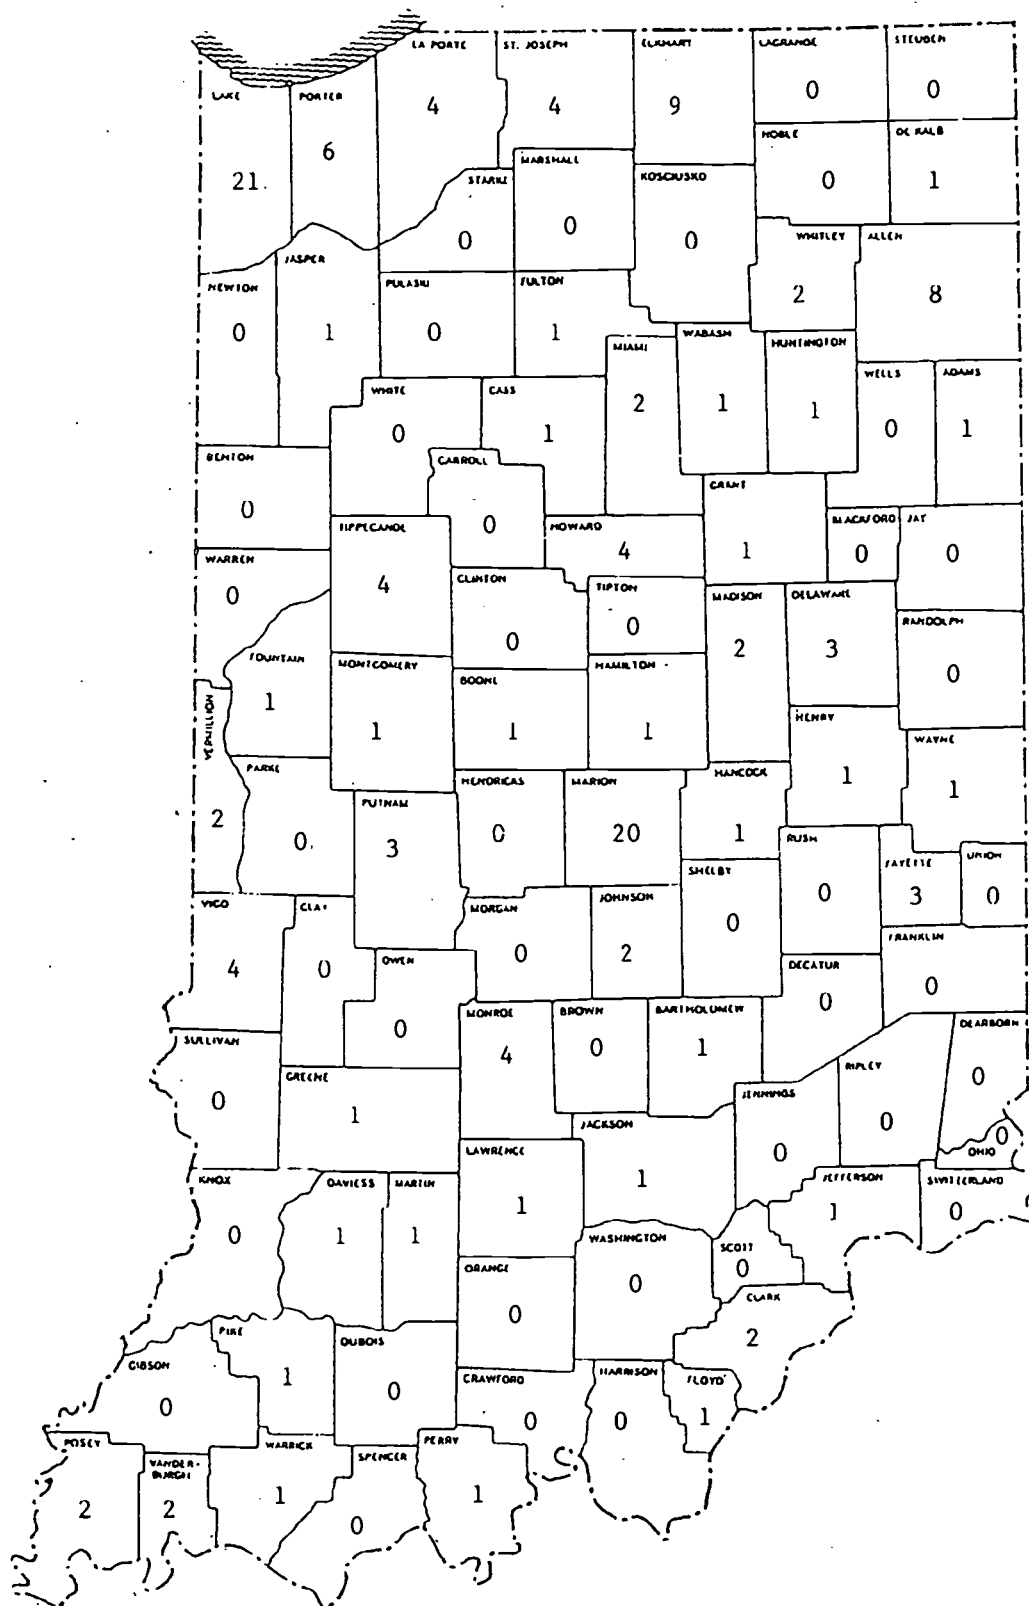 LA PORTE
4
ST. JOSEPH
4
ELKHART
9
LAGRANGE
0
STEUBEN
0
LAKE
21
PORTER
6
NOBLE
0
DE KALB
1
MARSHALL
0
STARKE
0
KOSCIUSKO
0
WHITLEY
2
ALLEN
8
NEWTON
0
JASPER
1
PULASKI
0
FULTON
1
MIAMI
2
WABASH
1
HUNTINGTON
1
WELLS
0
ADAMS
1
WHITE
0
CASS
1
BENTON
0
CARROLL
0
GRANT
1
TIPPECANOE
4
HOWARD
4
BLACKFORD
0
JAY
0
WARREN
0
CLINTON
0
TIPTON
0
MADISON
2
DELAWARE
3
RANDOLPH
0
FOUNTAIN
1
MONTGOMERY
1
BOONE
1
HAMILTON
1
VERMILLION
2
HENRY
1
WAYNE
1
PARKE
0
PUTNAM
3
HENDRICKS
0
MARION
20
HANCOCK
1
RUSH
0
FAYETTE
3
UNION
0
SHELBY
0
VIGO
4
CLAY
0
MORGAN
0
JOHNSON
2
FRANKLIN
0
OWEN
0
DECATUR
0
MONROE
4
BROWN
0
BARTHOLOMEW
1
DEARBORN
0
SULLIVAN
0
GREENE
1
RIPLEY
0
JENNINGS
0
JACKSON
1
OHIO
0
LAWRENCE
1
KNOX
0
DAVIESS
1
MARTIN
1
JEFFERSON
1
SWITZERLAND
0
WASHINGTON
0
SCOTT
0
ORANGE
0
CLARK
2
PIKE
1
DUBOIS
0
GIBSON
0
CRAWFORD
0
HARRISON
0
FLOYD
1
POSEY
2
VANDER-
BURGH
2
WARRICK
1
SPENCER
0
PERRY
1